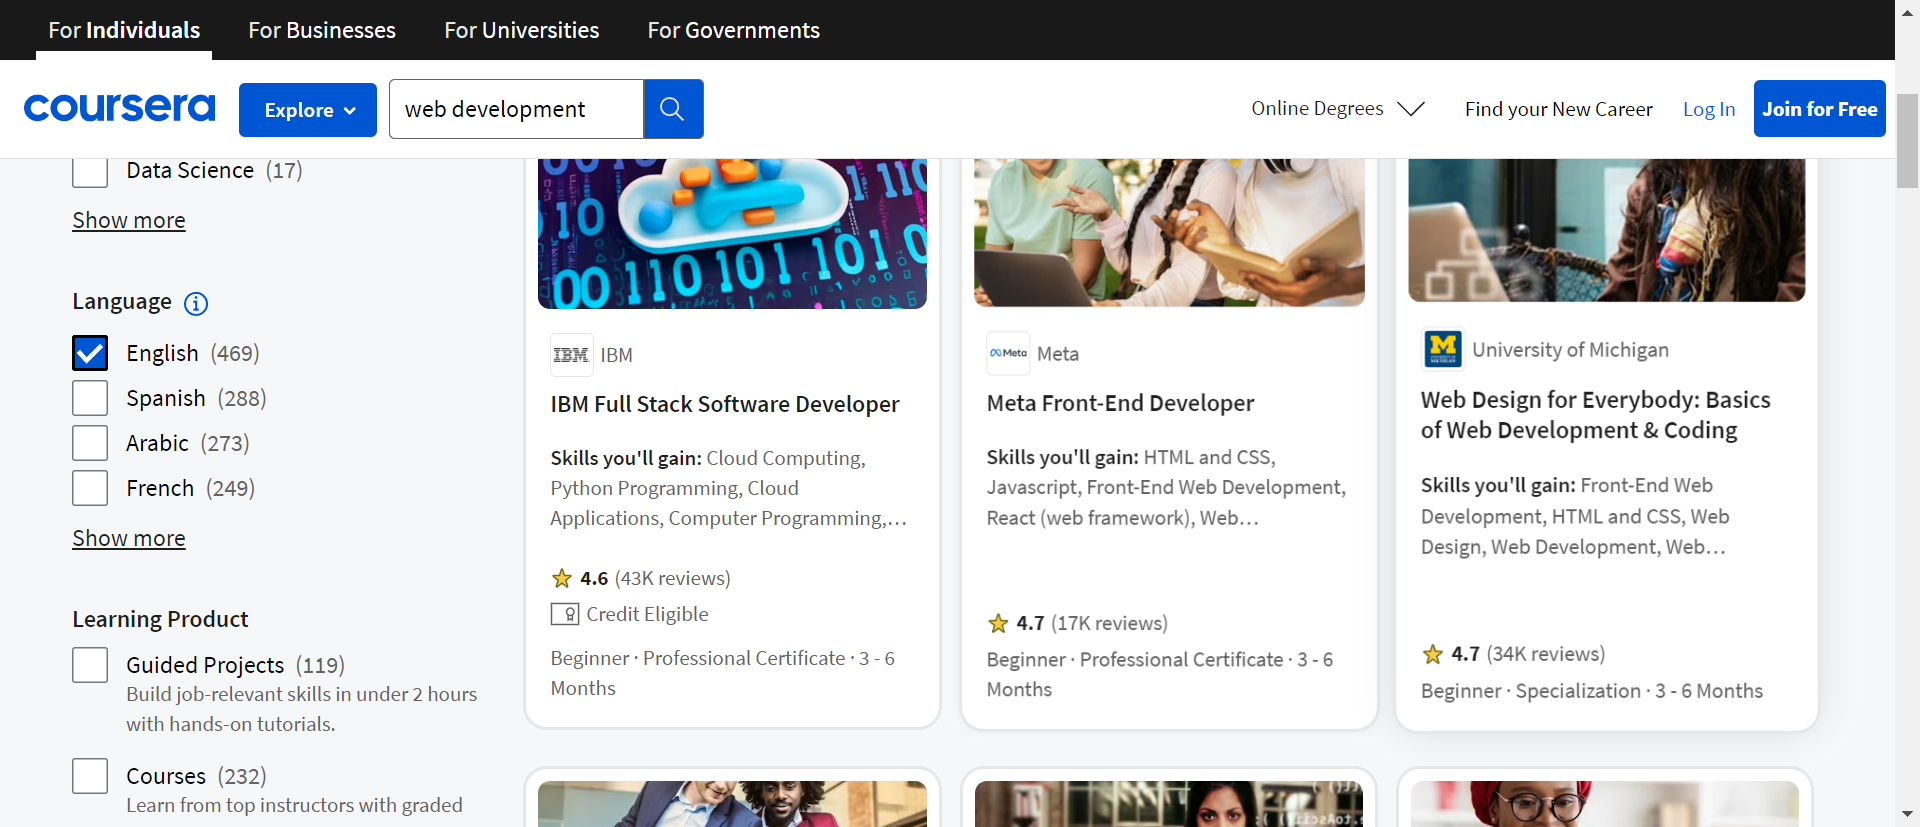 For Individuals
For Businesses
For Universities
For Governments
coursera
Explore
web development
Online Degrees
Find your New Career
Log In
Join for Free
Data Science (17)
Show more
Language
English (469)
Spanish (288)
Arabic (273)
French (249)
Show more
Learning Product
Guided Projects (119)
Build job-relevant skills in under 2 hours
with hands-on tutorials.
Courses (232)
Learn from top instructors with graded
IBM
IBM
IBM Full Stack Software Developer
Skills you'll gain: Cloud Computing,
Python Programming, Cloud
Applications, Computer Programming,…
4.6 (43K reviews)
Credit Eligible
Beginner · Professional Certificate · 3 - 6
Months
Meta
Meta
Meta Front-End Developer
Skills you'll gain: HTML and CSS,
Javascript, Front-End Web Development,
React (web framework), Web…
4.7 (17K reviews)
Beginner · Professional Certificate · 3 - 6
Months
University of Michigan
Web Design for Everybody: Basics
of Web Development & Coding
Skills you'll gain: Front-End Web
Development, HTML and CSS, Web
Design, Web Development, Web…
4.7 (34K reviews)
Beginner · Specialization · 3 - 6 Months